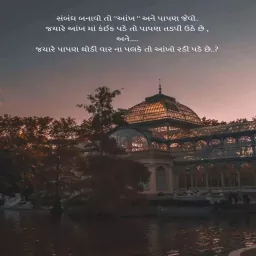 સંબંધ બનાવો તો "આંખ " અને પાપણ જેવો..
જયારે આંખ માં કંઈક પડે તો પાપણ તડપી ઉઠે છે ,
અને.....
જયારે પાપણ થોડી વાર ના પલકે તો આંખો રડી પડે છે..?